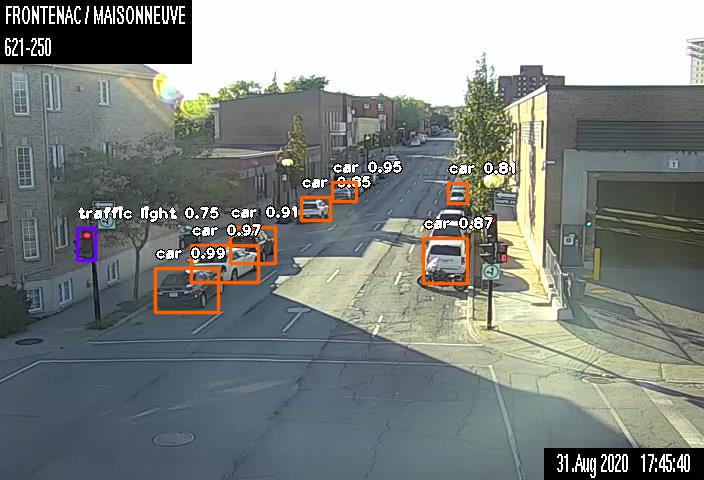 FRONTENAC / MAISONNEUVE
621-250
car 0.95
car 0.81
car 0.85
traffic light 0.75
car 0.91
car 0.97
car 0.87
car 0.99
31.Aug 2020 17:45:40